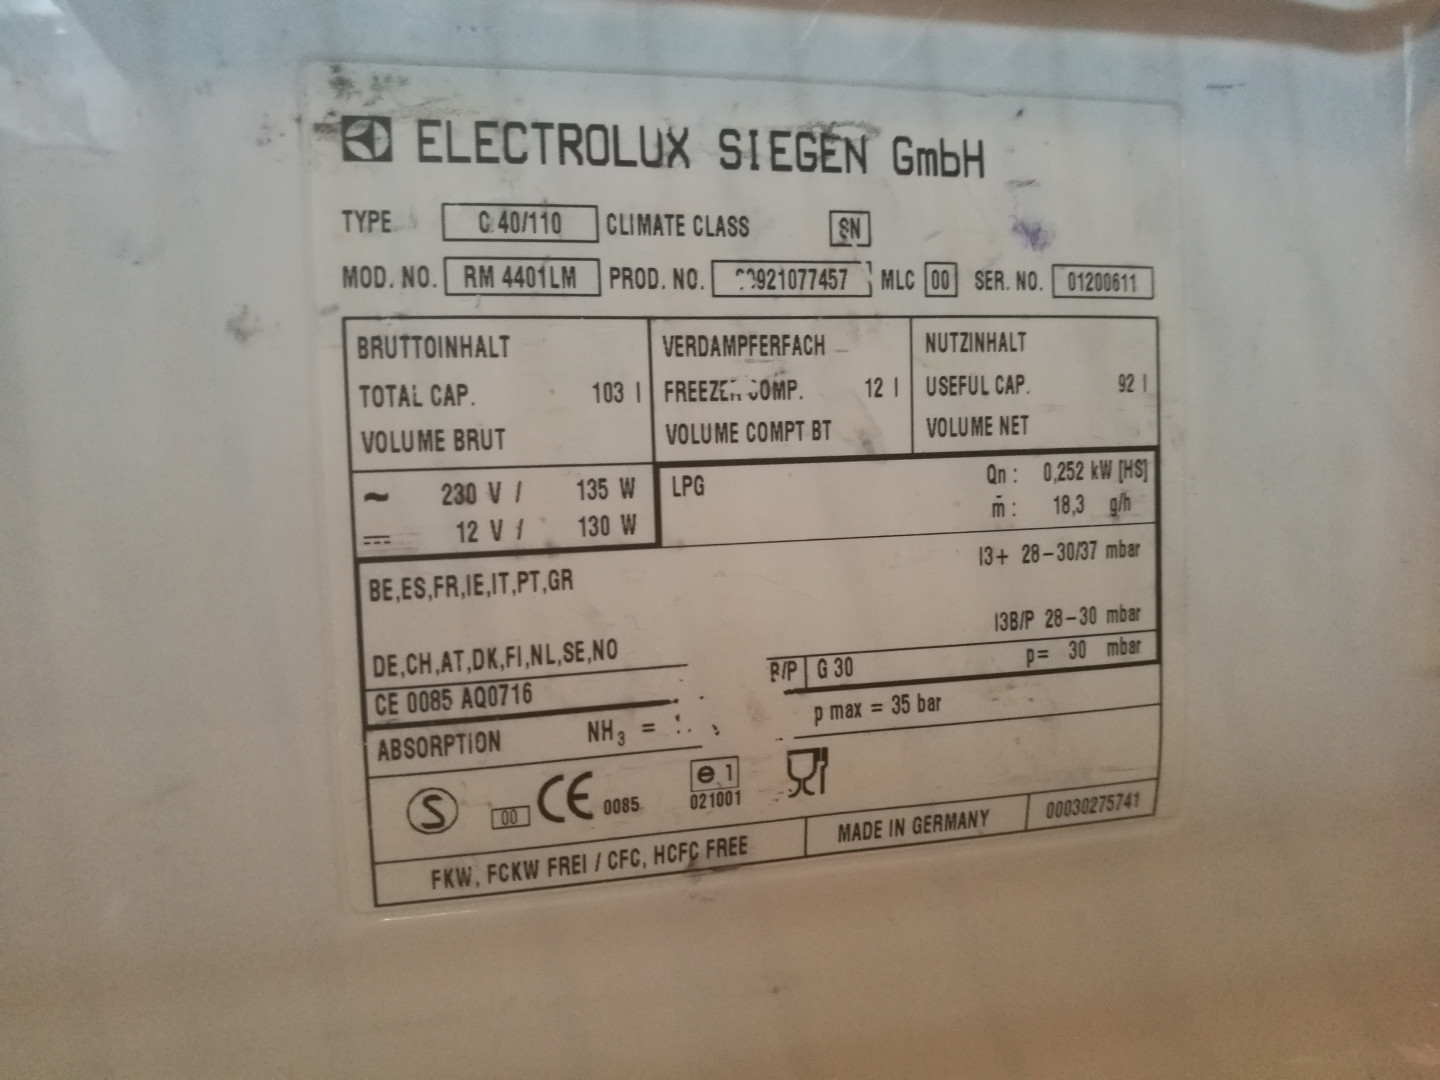 ELECTROLUX SIEGEN GmbH
TYPE C 40/110 CLIMATE CLASS SN
MOD. NO. RM 4401LM PROD. NO. 921077457 MLC 00 SER. NO. 01200611
BRUTTOINHALT VERDAMPFERFACH NUTZINHALT
TOTAL CAP. 103 l FREEZER COMP. 12 l USEFUL CAP. 92 l
VOLUME BRUT VOLUME COMPT BT VOLUME NET
~ 230 V / 135 W LPG Qn : 0,252 kW [HS]
12 V / 130 W m̄ : 18,3 g/h
BE,ES,FR,IE,IT,PT,GR I3+ 28-30/37 mbar
DE,CH,AT,DK,FI,NL,SE,NO I3B/P 28-30 mbar
B/P G 30 p= 30 mbar
CE 0085 AQ0716
ABSORPTION NH3 = p max = 35 bar
S 00 CE 0085 e 1
021001
FKW, FCKW FREI / CFC, HCFC FREE MADE IN GERMANY 00030275741